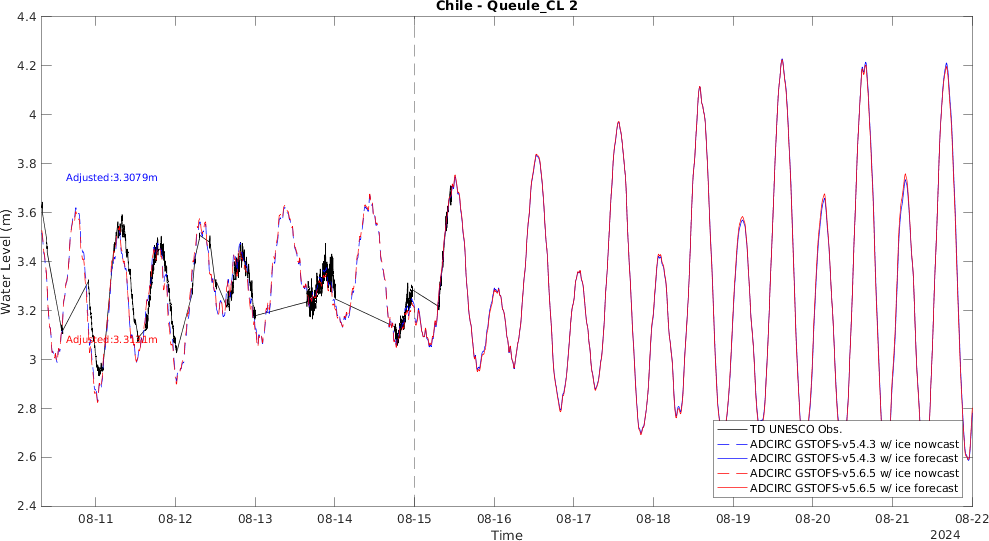 Chile - Queule_CL 2
4.4
4.2
4
3.8
3.6
3.4
3.2
3
2.8
2.6
2.4
Water Level (m)
Adjusted:3.3079m
TD UNESCO Obs.
ADCIRC GSTOFS-v5.4.3 w/ ice nowcast
ADCIRC GSTOFS-v5.4.3 w/ ice forecast
ADCIRC GSTOFS-v5.6.5 w/ ice nowcast
ADCIRC GSTOFS-v5.6.5 w/ ice forecast
08-11 08-12 08-13 08-14 08-15 08-16 08-17 08-18 08-19 08-20 08-21 08-22
Time
2024